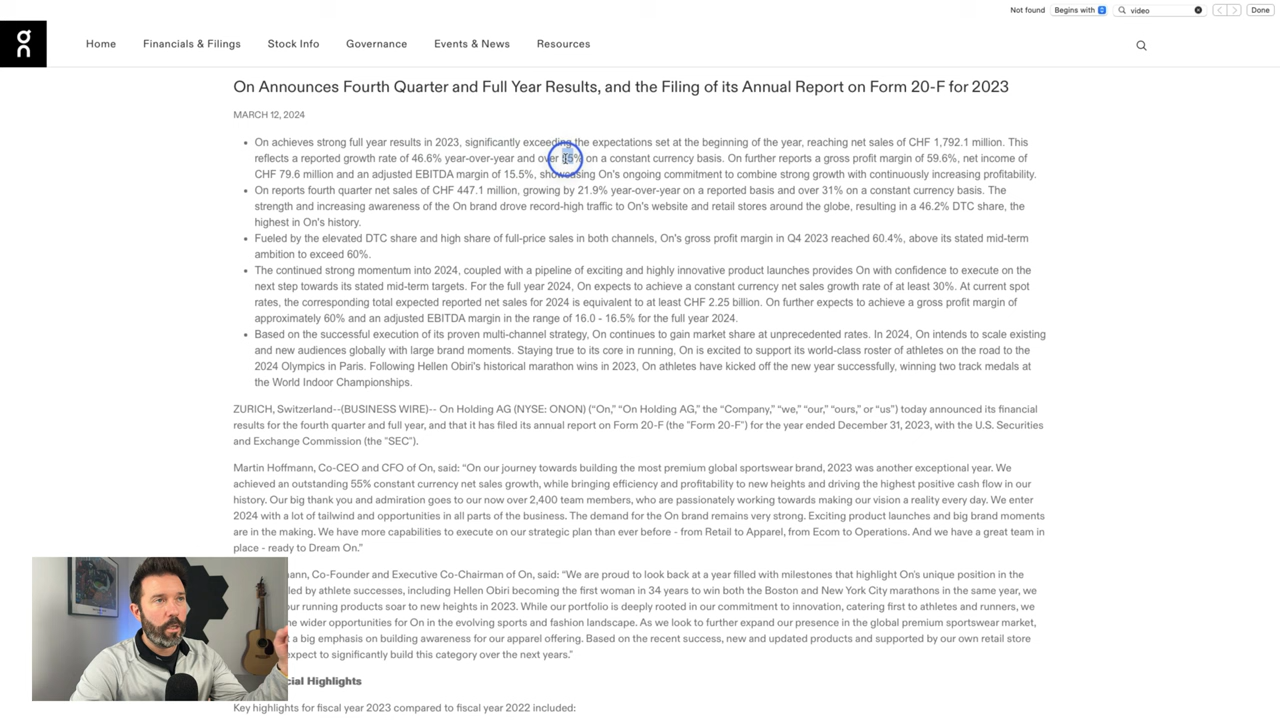 Not found Begins with video Done
on
Home Financials & Filings Stock Info Governance Events & News Resources
On Announces Fourth Quarter and Full Year Results, and the Filing of its Annual Report on Form 20-F for 2023
MARCH 12, 2024
• On achieves strong full year results in 2023, significantly exceeding the expectations set at the beginning of the year, reaching net sales of CHF 1,792.1 million. This
reflects a reported growth rate of 46.6% year-over-year and over 55% on a constant currency basis. On further reports a gross profit margin of 59.6%, net income of
CHF 79.6 million and an adjusted EBITDA margin of 15.5%, showcasing On's ongoing commitment to combine strong growth with continuously increasing profitability.
• On reports fourth quarter net sales of CHF 447.1 million, growing by 21.9% year-over-year on a reported basis and over 31% on a constant currency basis. The
strength and increasing awareness of the On brand drove record-high traffic to On's website and retail stores around the globe, resulting in a 46.2% DTC share, the
highest in On's history.
• Fueled by the elevated DTC share and high share of full-price sales in both channels, On's gross profit margin in Q4 2023 reached 60.4%, above its stated mid-term
ambition to exceed 60%.
• The continued strong momentum into 2024, coupled with a pipeline of exciting and highly innovative product launches provides On with confidence to execute on the
next step towards its stated mid-term targets. For the full year 2024, On expects to achieve a constant currency net sales growth rate of at least 30%. At current spot
rates, the corresponding total expected reported net sales for 2024 is equivalent to at least CHF 2.25 billion. On further expects to achieve a gross profit margin of
approximately 60% and an adjusted EBITDA margin in the range of 16.0 - 16.5% for the full year 2024.
• Based on the successful execution of its proven multi-channel strategy, On continues to gain market share at unprecedented rates. In 2024, On intends to scale existing
and new audiences globally with large brand moments. Staying true to its core in running, On is excited to support its world-class roster of athletes on the road to the
2024 Olympics in Paris. Following Hellen Obiri's historical marathon wins in 2023, On athletes have kicked off the new year successfully, winning two track medals at
the World Indoor Championships.
ZURICH, Switzerland--(BUSINESS WIRE)-- On Holding AG (NYSE: ONON) (“On,” “On Holding AG,” the “Company,” “we,” “our,” “ours,” or “us”) today announced its financial
results for the fourth quarter and full year, and that it has filed its annual report on Form 20-F (the "Form 20-F") for the year ended December 31, 2023, with the U.S. Securities
and Exchange Commission (the "SEC").
Martin Hoffmann, Co-CEO and CFO of On, said: “On our journey towards building the most premium global sportswear brand, 2023 was another exceptional year. We
achieved an outstanding 55% constant currency net sales growth, while bringing efficiency and profitability to new heights and driving the highest positive cash flow in our
history. Our big thank you and admiration goes to our now over 2,400 team members, who are passionately working towards making our vision a reality every day. We enter
2024 with a lot of tailwind and opportunities in all parts of the business. The demand for the On brand remains very strong. Exciting product launches and big brand moments
are in the making. We have more capabilities to execute on our strategic plan than ever before - from Retail to Apparel, from Ecom to Operations. And we have a great team in
place - ready to Dream On.”
Co-Founder and Executive Co-Chairman of On, said: “We are proud to look back at a year filled with milestones that highlight On's unique position in the
by athlete successes, including Hellen Obiri becoming the first woman in 34 years to win both the Boston and New York City marathons in the same year, we
our running products soar to new heights in 2023. While our portfolio is deeply rooted in our commitment to innovation, catering first to athletes and runners, we
wider opportunities for On in the evolving sports and fashion landscape. As we look to further expand our presence in the global premium sportswear market,
a big emphasis on building awareness for our apparel offering. Based on the recent success, new and updated products and supported by our own retail store
expect to significantly build this category over the next years.”
Highlights
Key highlights for fiscal year 2023 compared to fiscal year 2022 included: